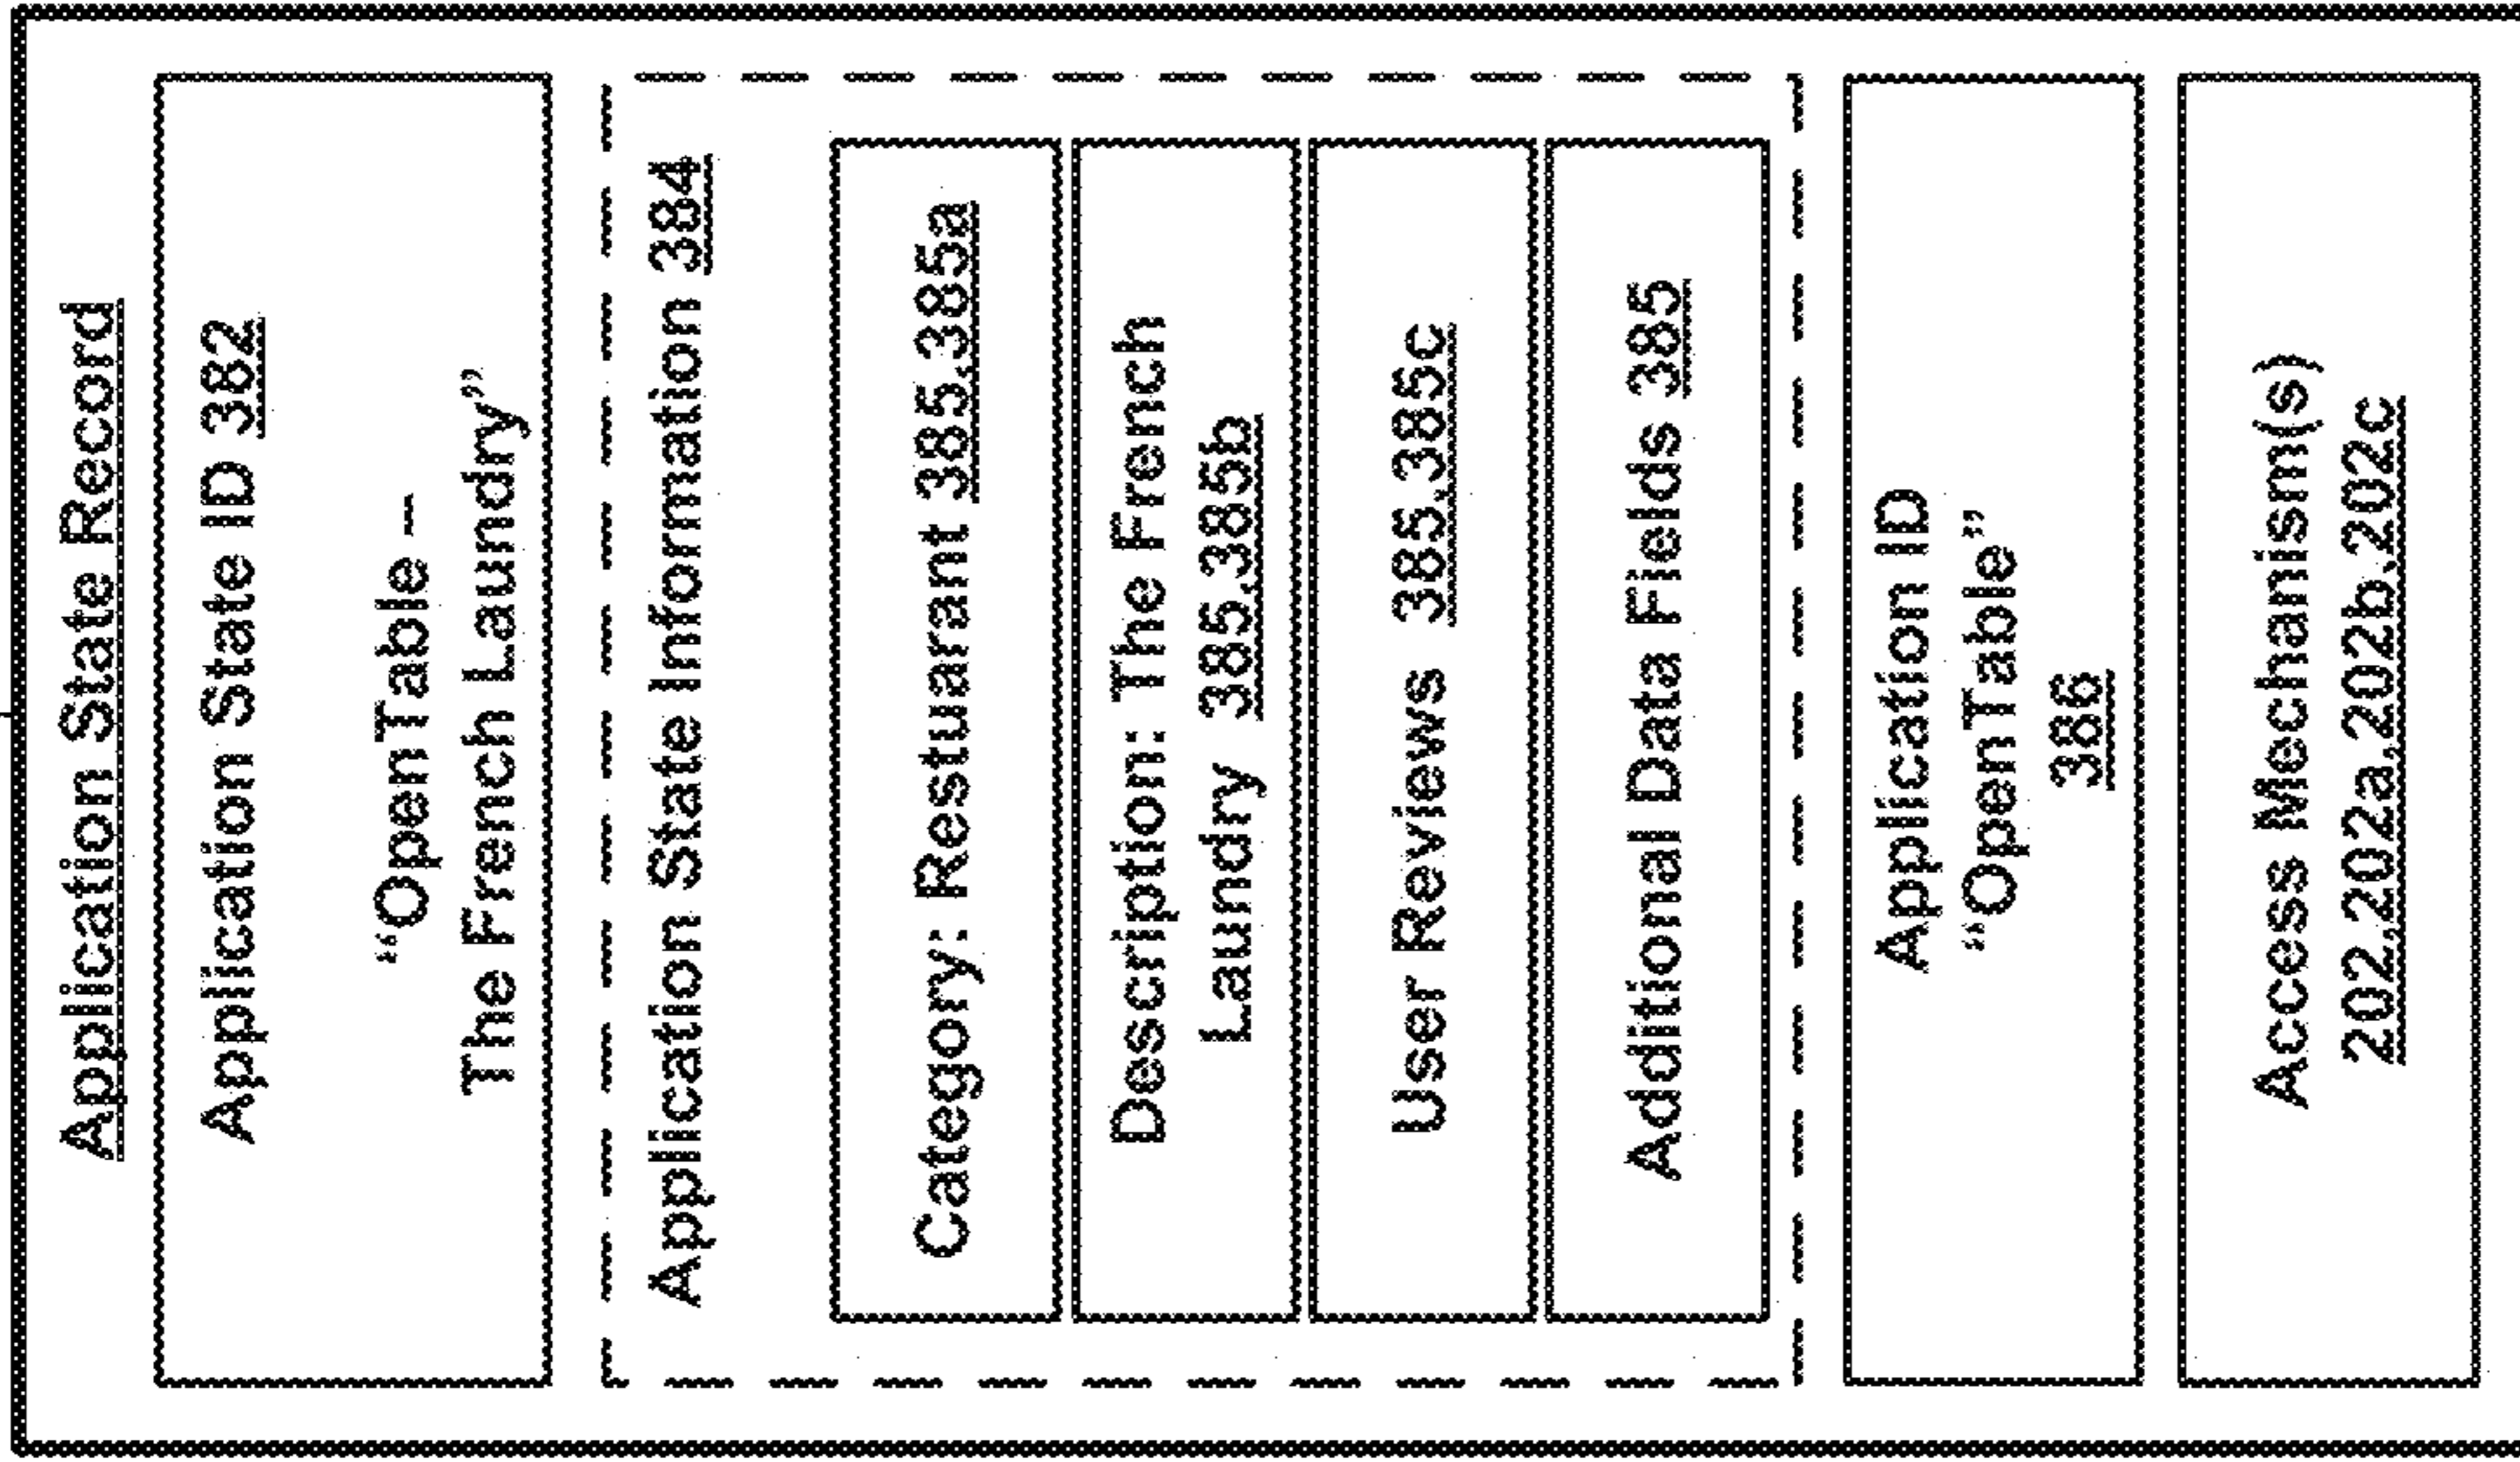 Application State Record
Application State ID 382
“OpenTable –
The French Laundry”
Application State Information 384
Category: Restuarant 385,385a
Description: The French
Laundry 385,385b
User Reviews 385,385c
Additional Data Fields 385
Application ID
“OpenTable”
386
Access Mechanism(s)
202,202a,202b,202c